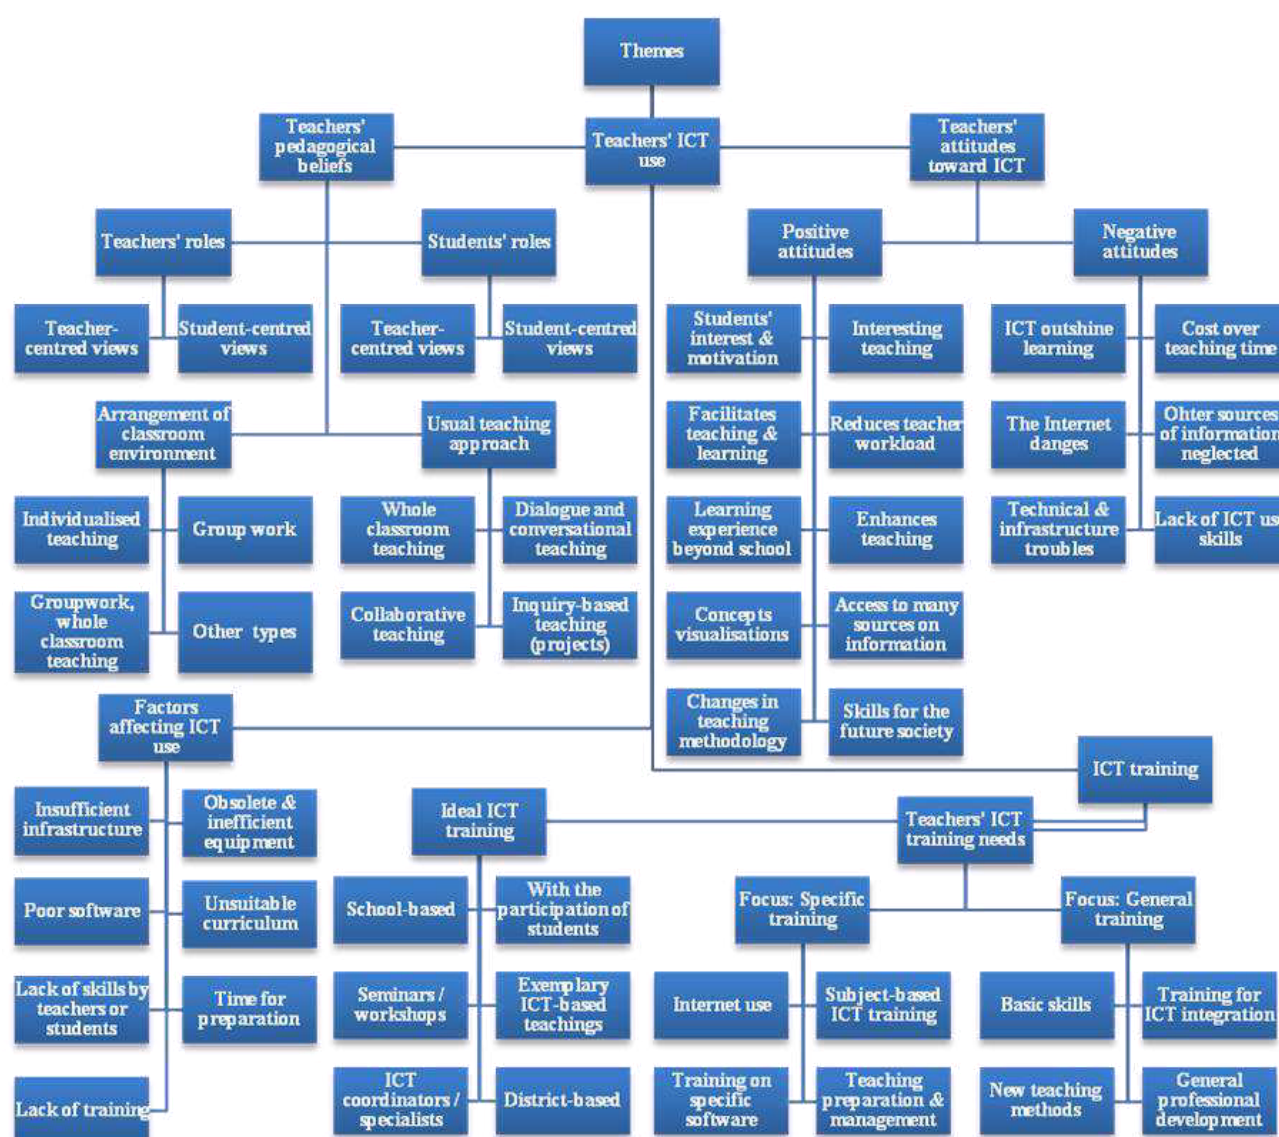 Themes
Teachers'
pedagogical
beliefs
Teachers' ICT
use
Teachers'
attitudes
toward ICT
Teachers' roles
Students' roles
Positive
attitudes
Negative
attitudes
Teacher-
centred views
Student-centred
views
Teacher-
centred views
Student-centred
views
Students'
interest &
motivation
Interesting
teaching
ICT outshine
learning
Cost over
teaching time
Arrangement of
classroom
environment
Usual teaching
approach
Facilitates
teaching &
learning
Reduces teacher
workload
The Internet
danges
Ohter sources
of information
neglected
Individualised
teaching
Group work
Whole
classroom
teaching
Dialogue and
conversational
teaching
Learning
experience
beyond school
Enhances
teaching
Technical &
infrastructure
troubles
Lack of ICT use
skills
Groupwork,
whole
classroom
teaching
Other types
Collaborative
teaching
Inquiry-based
teaching
(projects)
Concepts
visualisations
Access to many
sources on
information
Factors
affecting ICT
use
Changes in
teaching
methodology
Skills for the
future society
ICT training
Insufficient
infrastructure
Obsolete &
inefficient
equipment
Ideal ICT
training
Teachers' ICT
training needs
Poor software
Unsuitable
curriculum
School-based
With the
participation of
students
Focus: Specific
training
Focus: General
training
Lack of skills by
teachers or
students
Time for
preparation
Seminars /
workshops
Exemplary
ICT-based
teachings
Internet use
Subject-based
ICT training
Basic skills
Training for
ICT integration
Lack of training
ICT
coordinators /
specialists
District-based
Training on
specific
software
Teaching
preparation &
management
New teaching
methods
General
professional
development